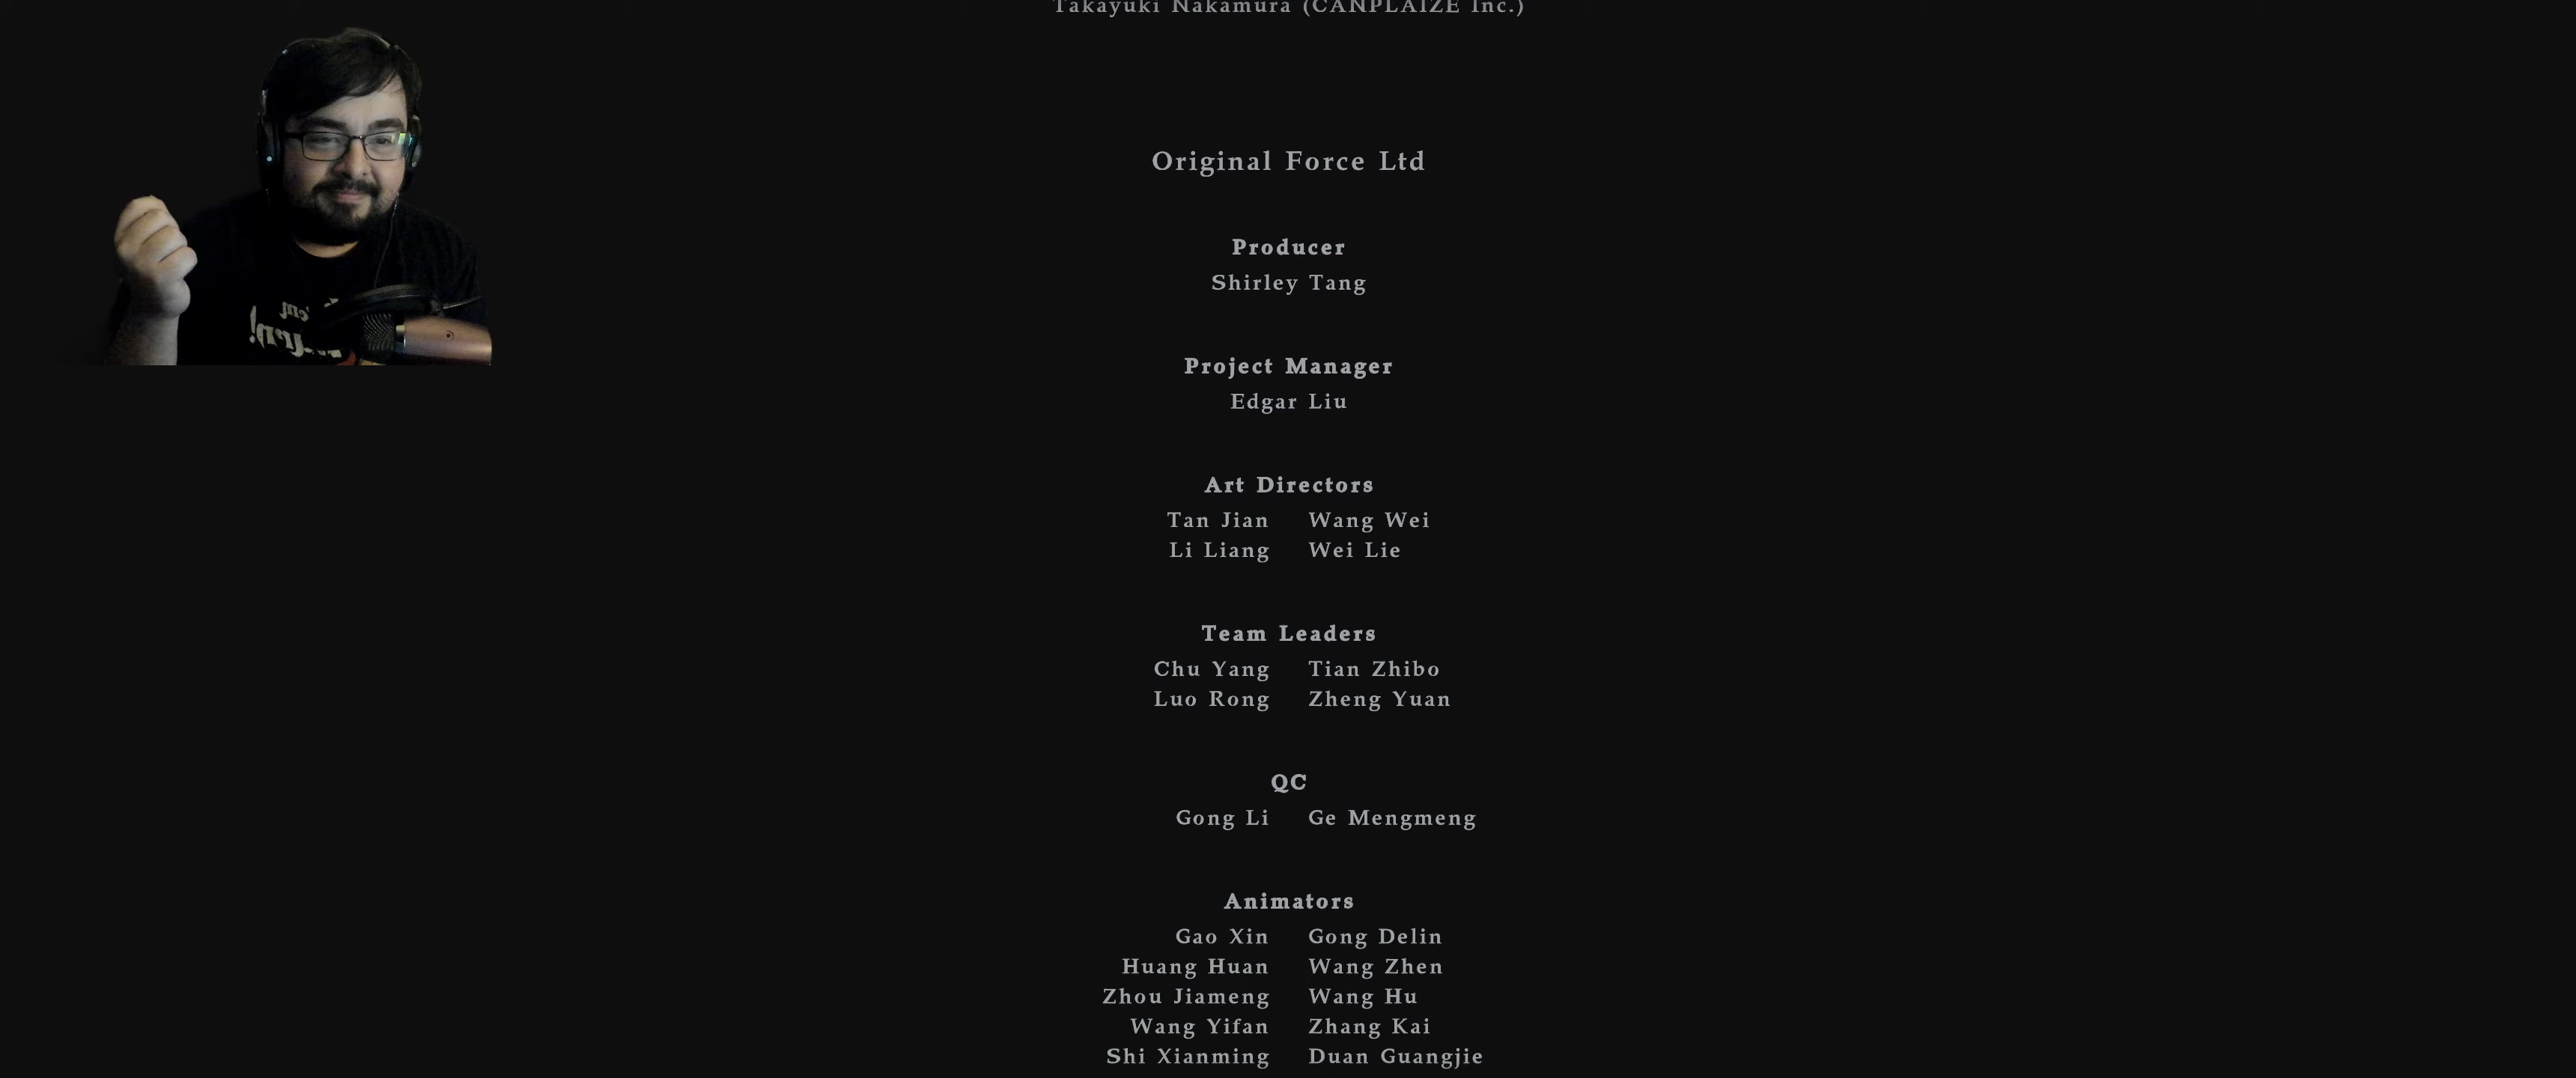 Takayuki Nakamura (CANPLAIZE Inc.)
Original Force Ltd
Producer
Shirley Tang
Project Manager
Edgar Liu
Art Directors
Tan Jian Wang Wei
Li Liang Wei Lie
Team Leaders
Chu Yang Tian Zhibo
Luo Rong Zheng Yuan
QC
Gong Li Ge Mengmeng
Animators
Gao Xin Gong Delin
Huang Huan Wang Zhen
Zhou Jiameng Wang Hu
Wang Yifan Zhang Kai
Shi Xianming Duan Guangjie